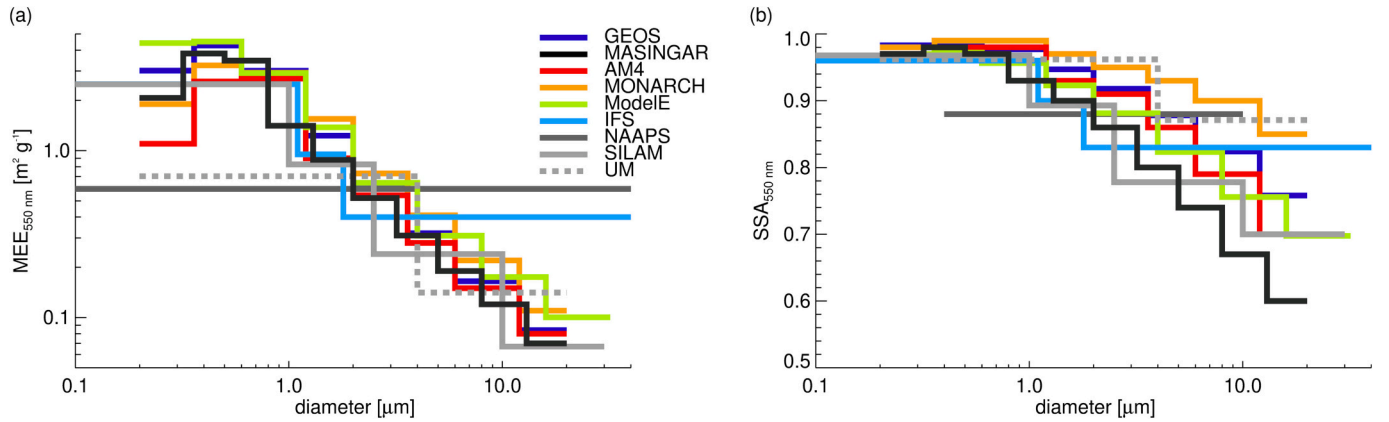 (a)
MEE550 nm [m2 g-1]
1.0
0.1
0.1
1.0
10.0
diameter [μm]
GEOS
MASINGAR
AM4
MONARCH
ModelE
IFS
NAAPS
SILAM
UM
(b)
SSA550 nm
1.0
0.9
0.8
0.7
0.6
0.5
0.1
1.0
10.0
diameter [μm]